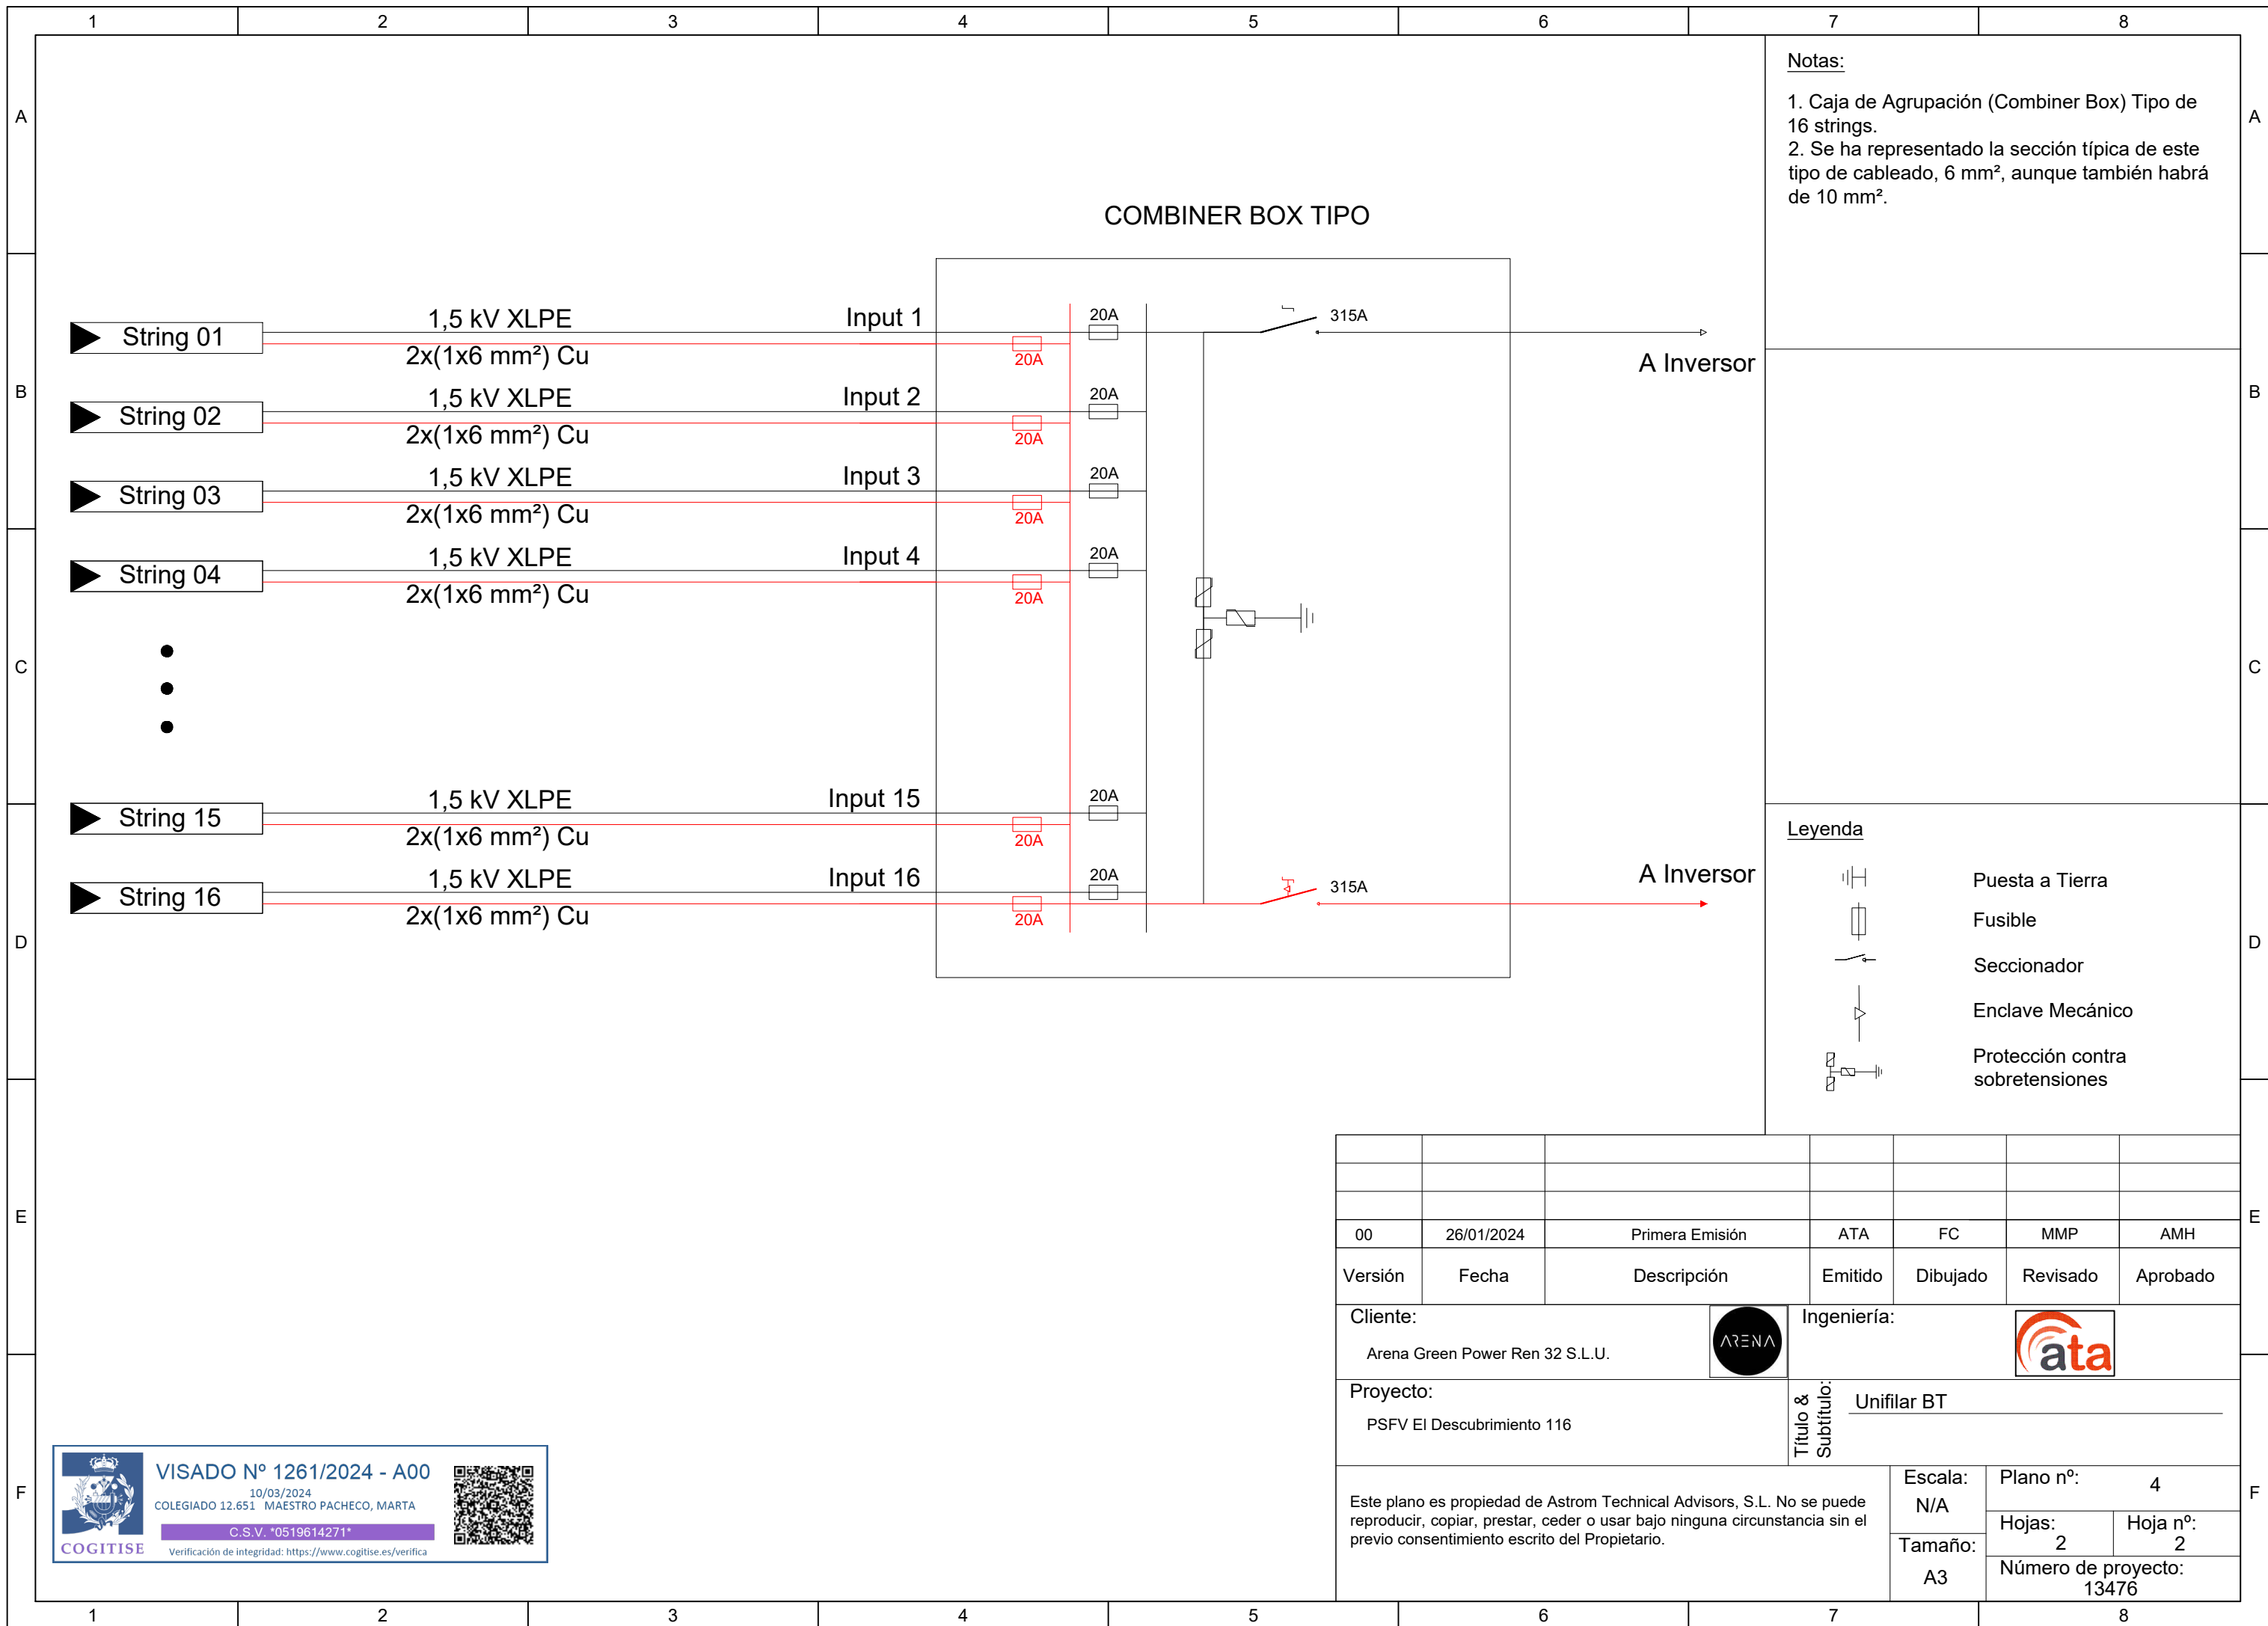 1 2 3 4 5 6 7 8
A
B
C
D
E
F
A
B
C
D
E
F
1 2 3 4 5 6 7 8
COMBINER BOX TIPO
String 01
1,5 kV XLPE
2x(1x6 mm²) Cu
Input 1
20A
20A
315A
A Inversor
String 02
1,5 kV XLPE
2x(1x6 mm²) Cu
Input 2
20A
20A
String 03
1,5 kV XLPE
2x(1x6 mm²) Cu
Input 3
20A
20A
String 04
1,5 kV XLPE
2x(1x6 mm²) Cu
Input 4
20A
20A
String 15
1,5 kV XLPE
2x(1x6 mm²) Cu
Input 15
20A
20A
String 16
1,5 kV XLPE
2x(1x6 mm²) Cu
Input 16
20A
20A
315A
A Inversor
Notas:
1. Caja de Agrupación (Combiner Box) Tipo de
16 strings.
2. Se ha representado la sección típica de este
tipo de cableado, 6 mm², aunque también habrá
de 10 mm².
Leyenda
Puesta a Tierra
Fusible
Seccionador
Enclave Mecánico
Protección contra
sobretensiones
00 26/01/2024 Primera Emisión ATA FC MMP AMH
Versión Fecha Descripción Emitido Dibujado Revisado Aprobado
Cliente:
Arena Green Power Ren 32 S.L.U.
ARENA
Ingeniería:
ata
Proyecto:
PSFV El Descubrimiento 116
Título &
Subtítulo:
Unifilar BT
Este plano es propiedad de Astrom Technical Advisors, S.L. No se puede
reproducir, copiar, prestar, ceder o usar bajo ninguna circunstancia sin el
previo consentimiento escrito del Propietario.
Escala:
N/A
Tamaño:
A3
Plano nº:
4
Hojas:
2
Hoja nº:
2
Número de proyecto:
13476
VISADO Nº 1261/2024 - A00
10/03/2024
COLEGIADO 12.651 MAESTRO PACHECO, MARTA
C.S.V. *0519614271*
Verificación de integridad: https://www.cogitise.es/verifica
COGITISE